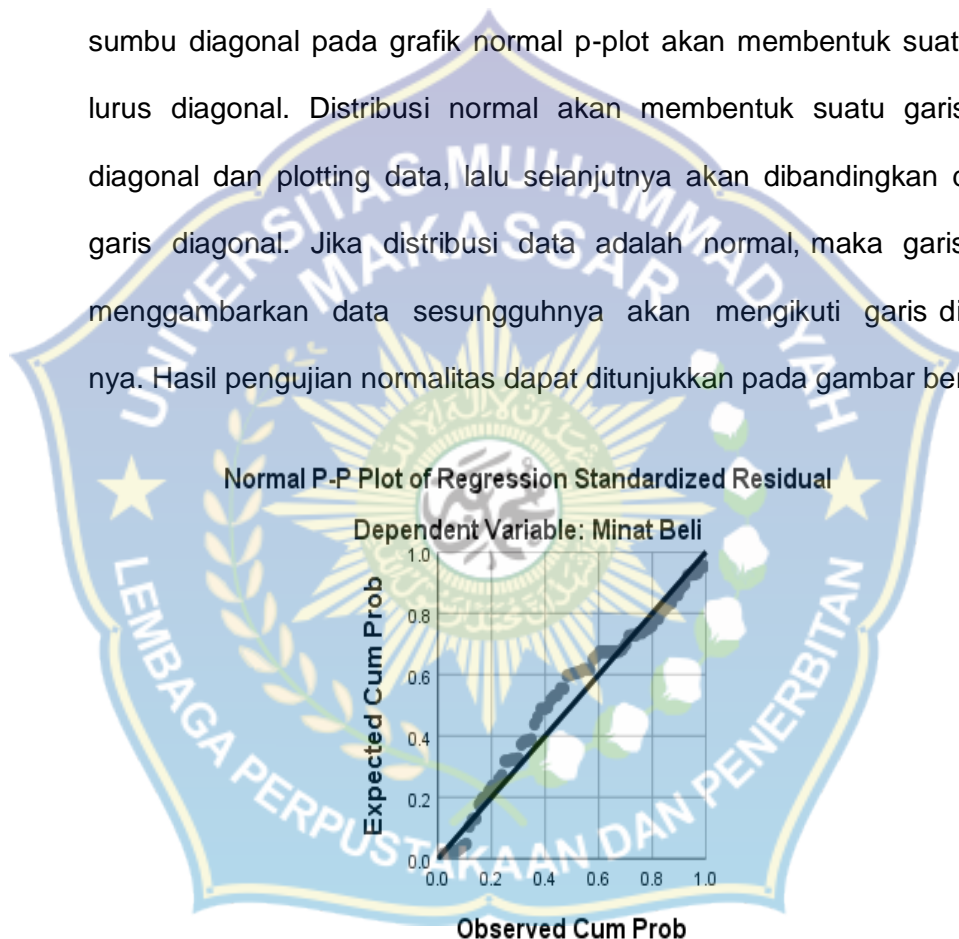 sumbu diagonal pada grafik normal p-plot akan membentuk suat
lurus diagonal. Distribusi normal akan membentuk suatu garis
diagonal dan plotting data, lalu selanjutnya akan dibandingkan d
garis diagonal. Jika distribusi data adalah normal, maka garis
menggambarkan data sesungguhnya akan mengikuti garis di
nya. Hasil pengujian normalitas dapat ditunjukkan pada gambar ber
UNIVERSITAS MUHAMMADIYAH
MAKASSAR
Normal P-P Plot of Regression Standardized Residual
Dependent Variable: Minat Beli
Expected Cum Prob
1.0
0.8
0.6
0.4
0.2
0.0
0.0 0.2 0.4 0.6 0.8 1.0
Observed Cum Prob
LEMBAGA PERPUSTAKAAN DAN PENERBITAN